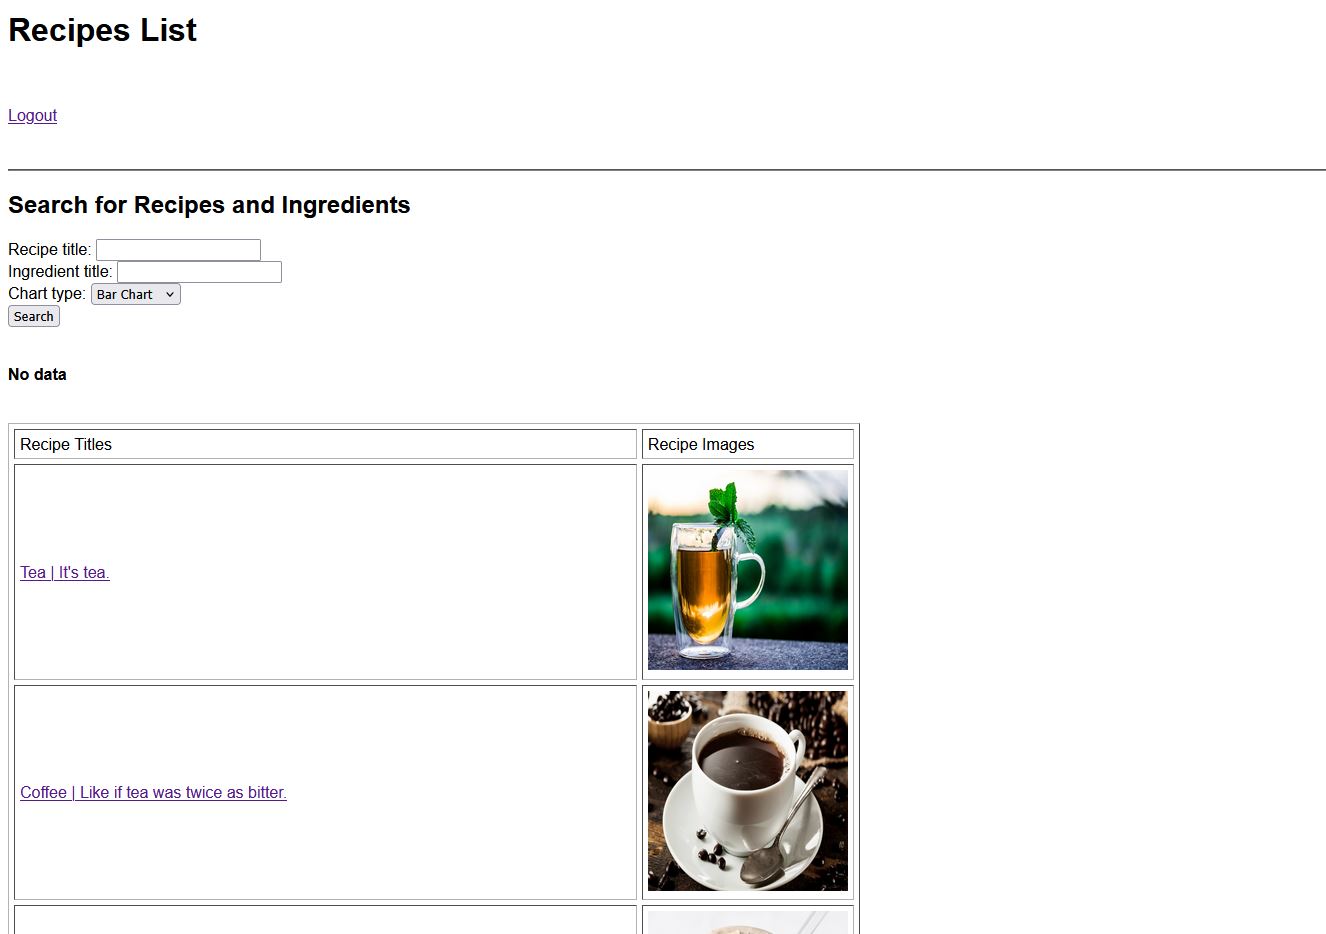 Recipes List
Logout
Search for Recipes and Ingredients
Recipe title:
Ingredient title:
Chart type: Bar Chart
Search
No data
Recipe Titles
Recipe Images
Tea | It's tea.
Coffee | Like if tea was twice as bitter.